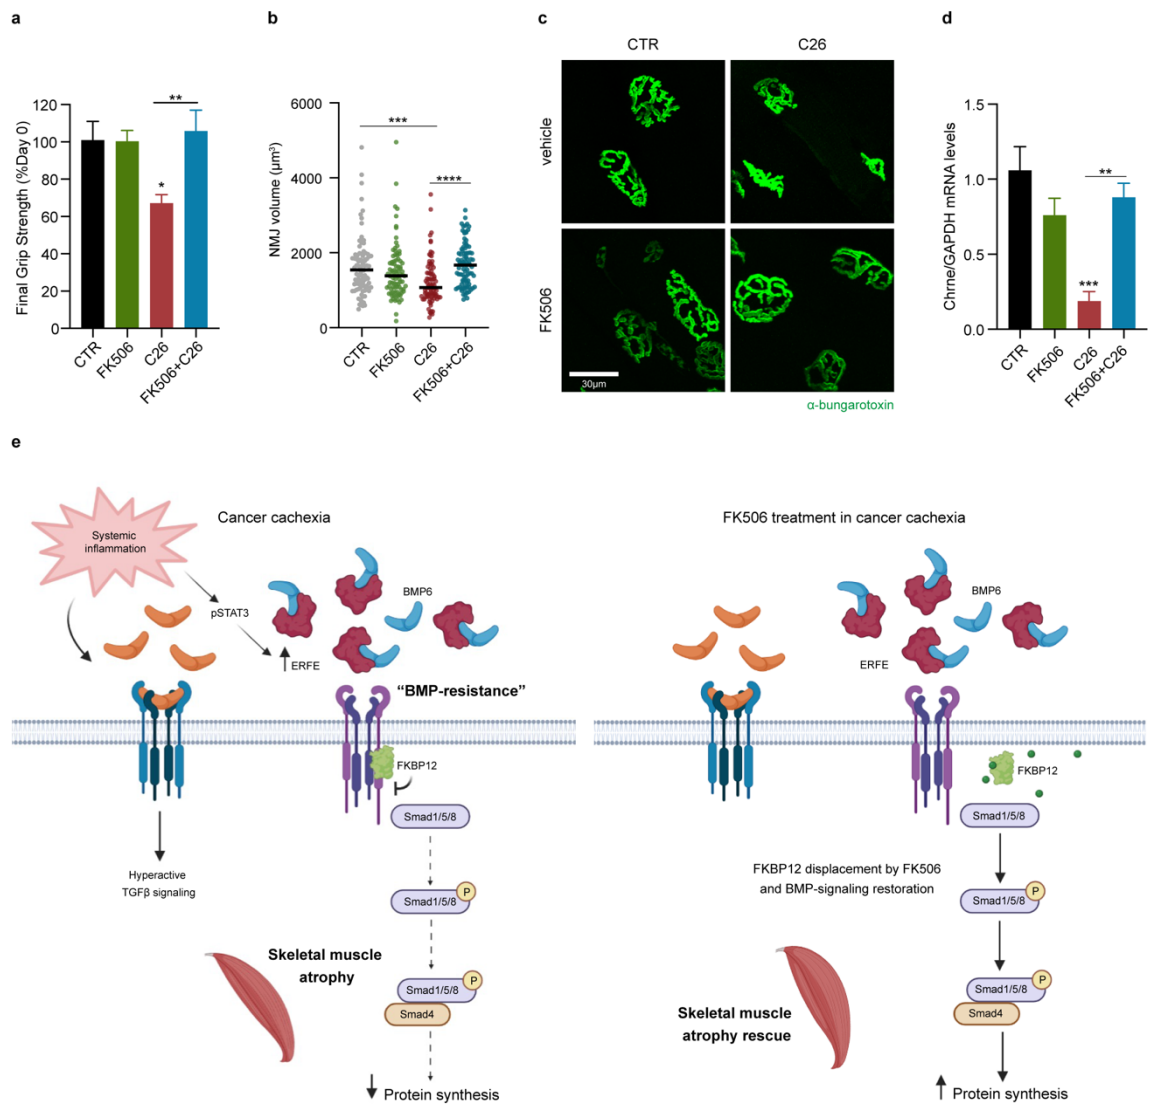 a
Final Grip Strength (%Day 0)
120
100
80
60
40
20
0
**
*
CTR
FK506
C26
FK506+C26
b
NMJ volume (µm³)
6000
4000
2000
0
***
****
CTR
FK506
C26
FK506+C26
c
CTR
C26
vehicle
FK506
30µm
α-bungarotoxin
d
Chrne/GAPDH mRNA levels
1.5
1.0
0.5
0.0
**
***
CTR
FK506
C26
FK506+C26
e
Cancer cachexia
Systemic
inflammation
pSTAT3
BMP6
ERFE
“BMP-resistance”
FKBP12
Smad1/5/8
Hyperactive
TGFβ signaling
Smad1/5/8
P
Skeletal muscle
atrophy
Smad1/5/8
P
Smad4
Protein synthesis
FK506 treatment in cancer cachexia
BMP6
ERFE
FKBP12
Smad1/5/8
FKBP12 displacement by FK506
and BMP-signaling restoration
Smad1/5/8
P
Skeletal muscle
atrophy rescue
Smad1/5/8
P
Smad4
Protein synthesis